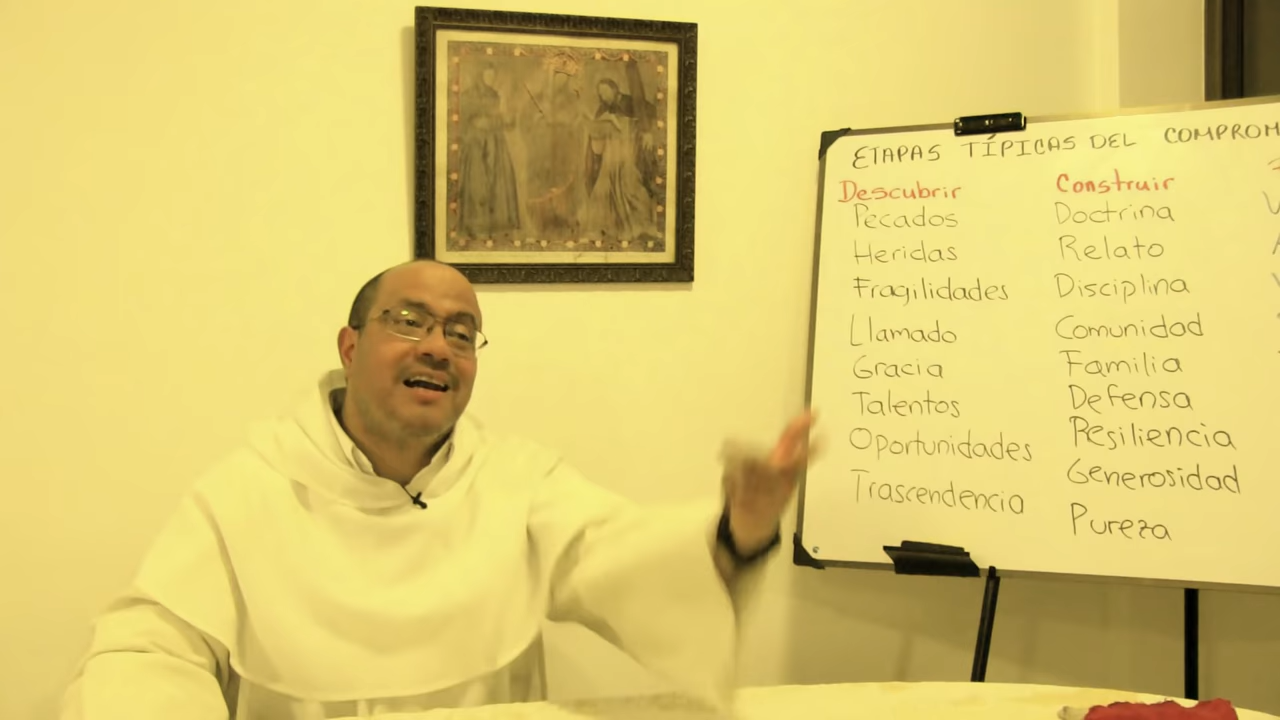 ETAPAS TÍPICAS DEL COMPROM
Descubrir
Pecados
Heridas
Fragilidades
Llamado
Gracia
Talentos
Oportunidades
Trascendencia
Construir
Doctrina
Relato
Disciplina
Comunidad
Familia
Defensa
Resiliencia
Generosidad
Pureza